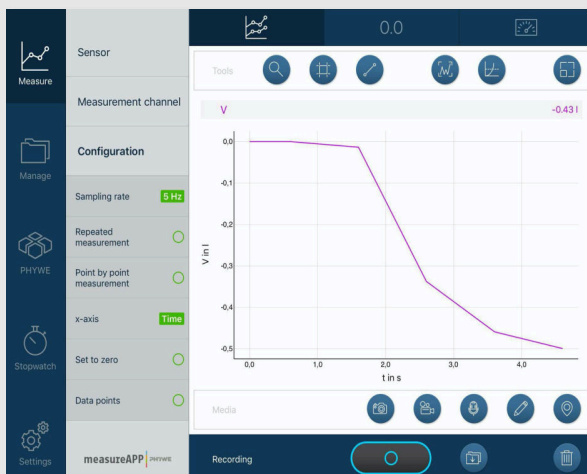 0.0
Measure
Sensor
Measurement channel
Configuration
Sampling rate 5 Hz
Repeated
measurement
Point by point
measurement
x-axis Time
Set to zero
Data points
measureAPP PHYWE
Manage
PHYWE
Stopwatch
Settings
Tools
V -0.43 l
V in l
0,0
-0,1
-0,2
-0,3
-0,4
-0,5
0,0 1,0 2,0 3,0 4,0
t in s
Media
Recording